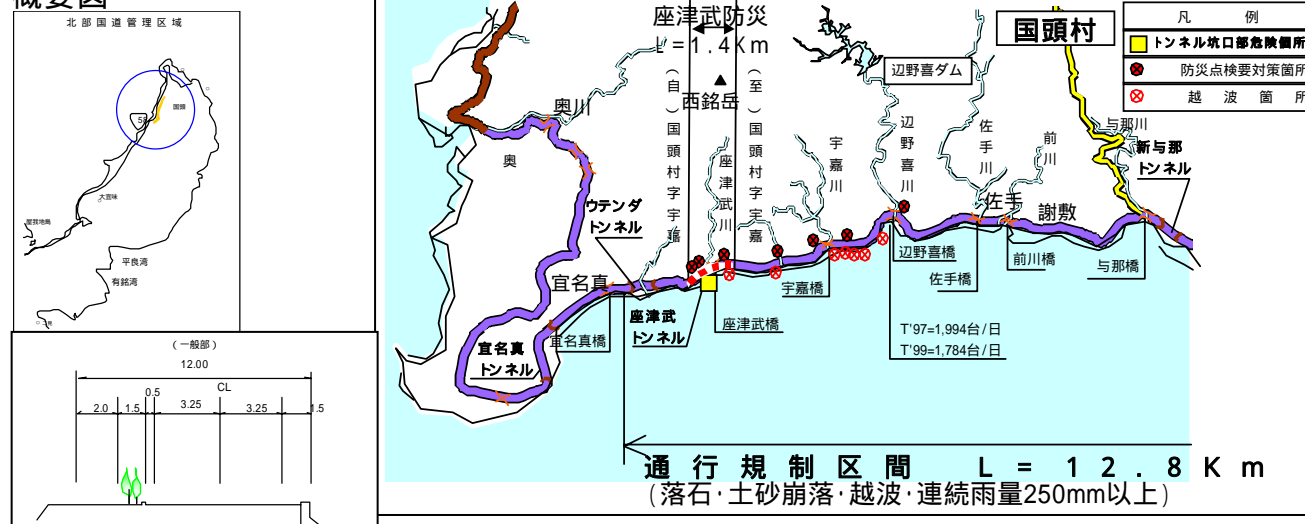 概要図
北部国道管理区域
国頭
58
大宜味
屋我地島
平良湾
有銘湾
(一般部)
12.00
CL
2.0
1.5
0.5
3.25
3.25
1.5
座津武防災
L=1.4Km
(自)国頭村字宇嘉
(至)国頭村字宇嘉
西銘岳
国頭村
凡　例
トンネル坑口部危険個所
防災点検要対策箇所
越波箇所
辺野喜ダム
奥川
奥
座津武川
宇嘉川
辺野喜川
佐手川
前川
与那川
新与那
トンネル
ウテンダ
トンネル
佐手
謝敷
宜名真
辺野喜橋
佐手橋
前川橋
与那橋
宇嘉橋
座津武
トンネル
座津武橋
宜名真橋
宜名真
トンネル
T'97=1,994台/日
T'99=1,784台/日
通行規制区間　L=12.8Km
(落石･土砂崩落･越波･連続雨量250mm以上)